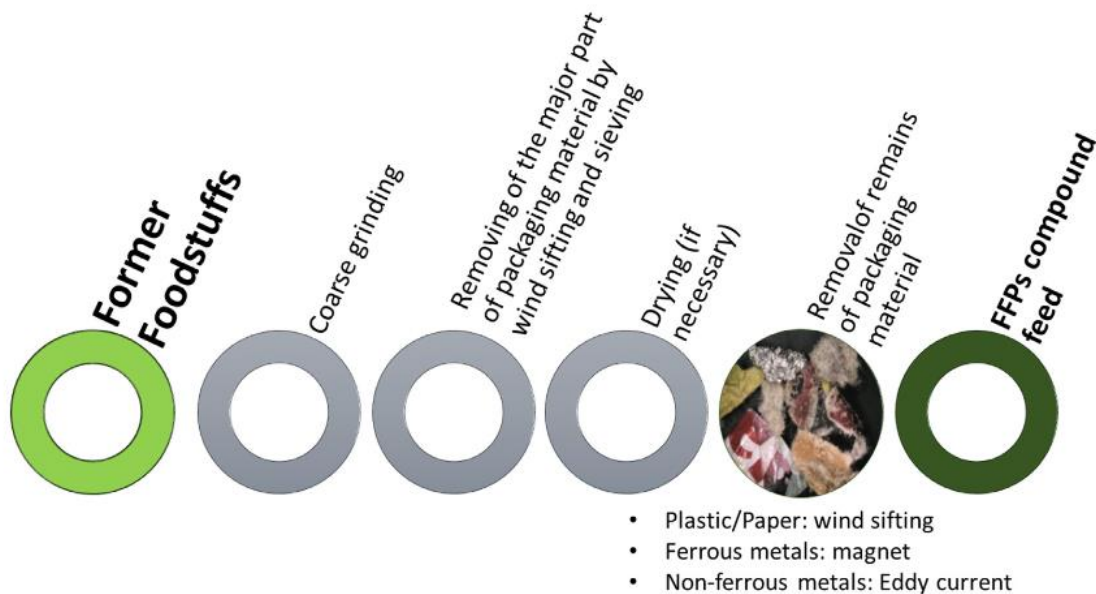 Former
Foodstuffs
Coarse grinding
Removing of the major part
of packaging material by
wind sifting and sieving
Drying (if
necessary)
Removalof remains
of packaging
material
FFPs compound
feed
• Plastic/Paper: wind sifting
• Ferrous metals: magnet
• Non-ferrous metals: Eddy current